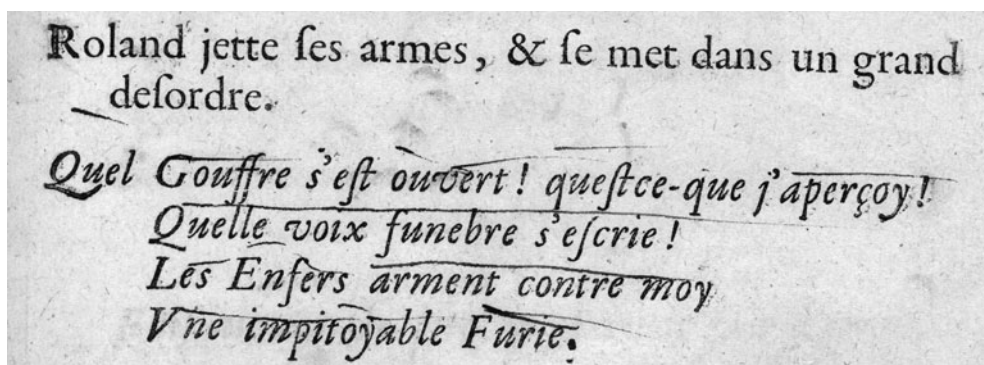 Roland jette ſes armes, & ſe met dans un grand
deſordre.
Quel Gouffre s'eſt ouvert! queſtce-que j'aperçoy!
Quelle voix funebre s'eſcrie!
Les Enfers arment contre moy
Vne impitoyable Furie.